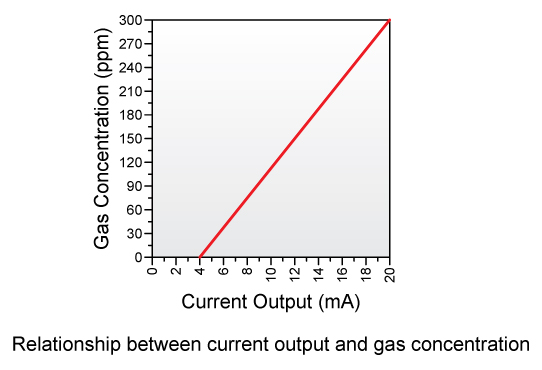 Gas Concentration (ppm)
300
270
240
210
180
150
120
90
60
30
0
0 2 4 6 8 10 12 14 16 18 20
Current Output (mA)
Relationship between current output and gas concentration